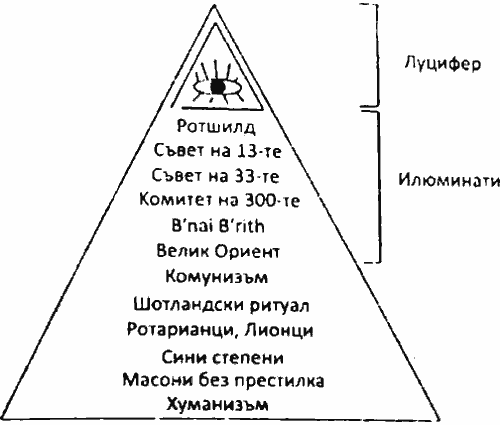 Луцифер
Ротшилд
Съвет на 13-те
Съвет на 33-те
Илюминати
Комитет на 300-те
B'nai B'rith
Велик Ориент
Комунизъм
Шотландски ритуал
Ротарианци, Лионци
Сини степени
Масони без престилка
Хуманизъм